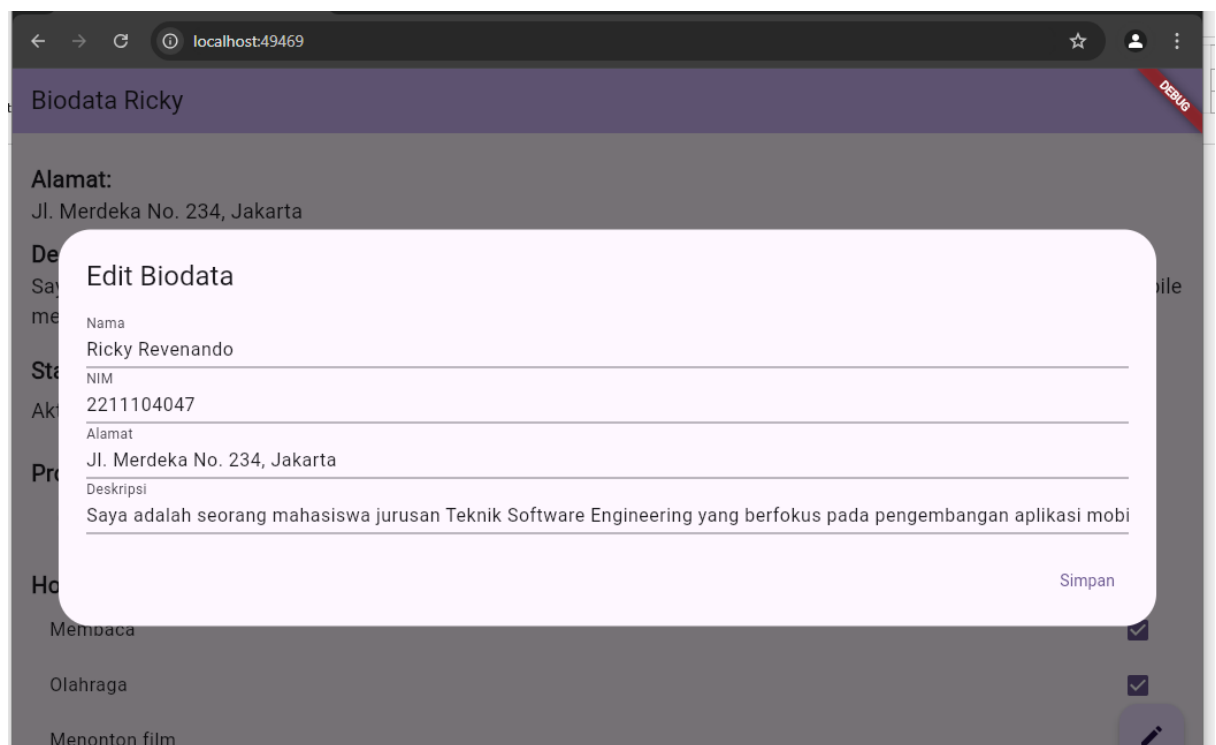 localhost:49469
Biodata Ricky
DEBUG
Alamat:
Jl. Merdeka No. 234, Jakarta
Edit Biodata
Nama
Ricky Revenando
NIM
2211104047
Alamat
Jl. Merdeka No. 234, Jakarta
Deskripsi
Saya adalah seorang mahasiswa jurusan Teknik Software Engineering yang berfokus pada pengembangan aplikasi mobi
Simpan
Membaca
Olahraga
Menonton film